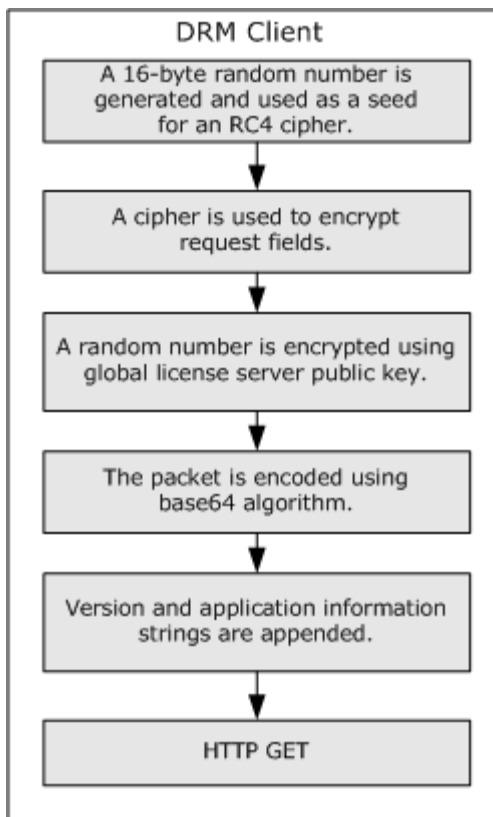 DRM Client
A 16-byte random number is
generated and used as a seed
for an RC4 cipher.
A cipher is used to encrypt
request fields.
A random number is encrypted using
global license server public key.
The packet is encoded using
base64 algorithm.
Version and application information
strings are appended.
HTTP GET